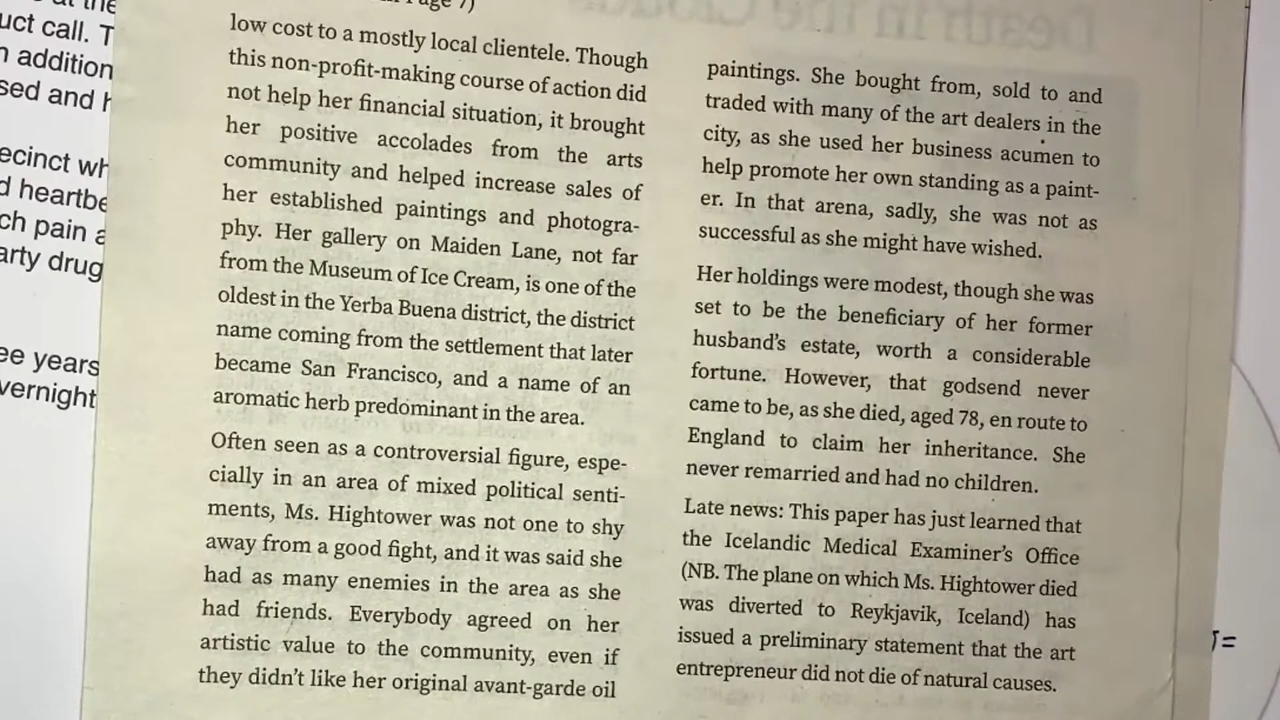 uct call. T
addition
sed and
ecinct wh
d heartbe
ch pain a
arty drug
ee years
vernight
low cost to a mostly local clientele. Though
this non-profit-making course of action did
not help her financial situation, it brought
her positive accolades from the arts
community and helped increase sales of
her established paintings and photogra-
phy. Her gallery on Maiden Lane, not far
from the Museum of Ice Cream, is one of the
oldest in the Yerba Buena district, the district
name coming from the settlement that later
became San Francisco, and a name of an
aromatic herb predominant in the area.
Often seen as a controversial figure, espe-
cially in an area of mixed political senti-
ments, Ms. Hightower was not one to shy
away from a good fight, and it was said she
had as many enemies in the area as she
had friends. Everybody agreed on her
artistic value to the community, even if
they didn't like her original avant-garde oil
paintings. She bought from, sold to and
traded with many of the art dealers in the
city, as she used her business acumen to
help promote her own standing as a paint-
er. In that arena, sadly, she was not as
successful as she might have wished.
Her holdings were modest, though she was
set to be the beneficiary of her former
husband's estate, worth a considerable
fortune. However, that godsend never
came to be, as she died, aged 78, en route to
England to claim her inheritance. She
never remarried and had no children.
Late news: This paper has just learned that
the Icelandic Medical Examiner's Office
(NB. The plane on which Ms. Hightower died
was diverted to Reykjavik, Iceland) has
issued a preliminary statement that the art
entrepreneur did not die of natural causes.